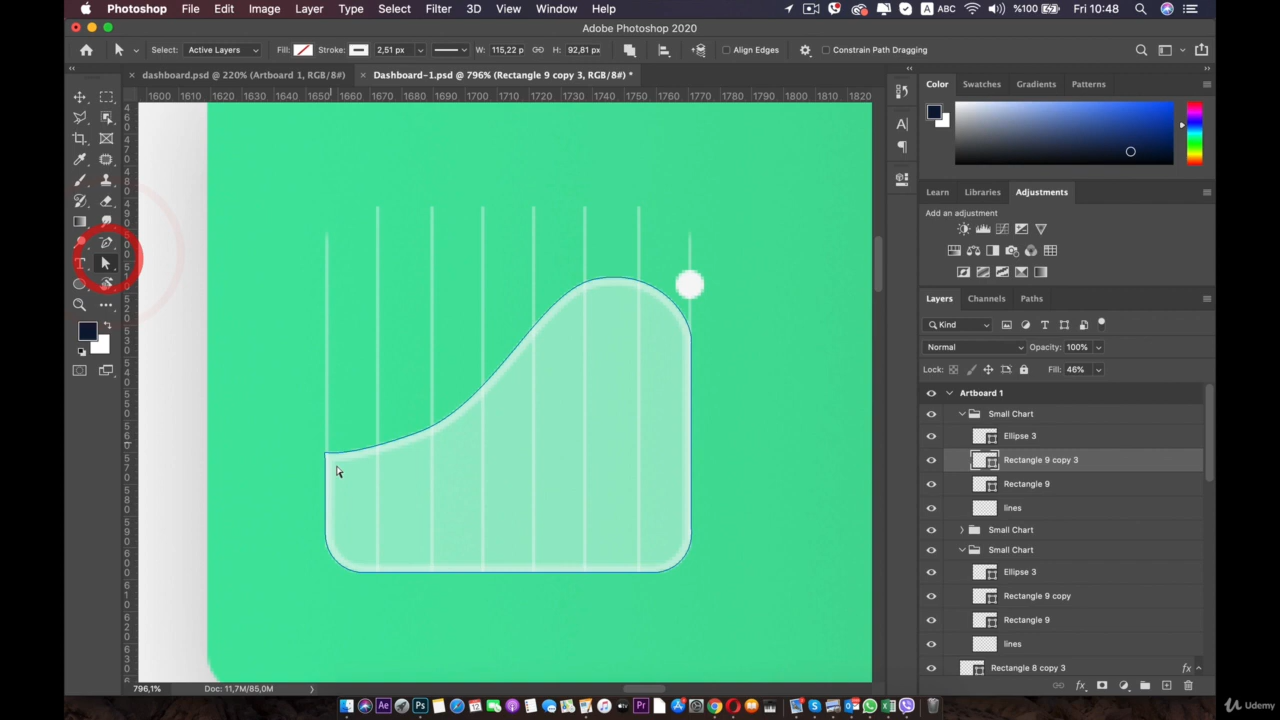 Photoshop File Edit Image Layer Type Select Filter 3D View Window Help ABC %100 Fri 10:48
Adobe Photoshop 2020
Select: Active Layers Fill: Stroke: 2,51 px W: 115,22 p H: 92,81 px Align Edges Constrain Path Dragging
dashboard.psd @ 220% (Artboard 1, RGB/8#) Dashboard-1.psd @ 796% (Rectangle 9 copy 3, RGB/8#) *
1600 1620 1630 1640 1650 1660 1670 1680 1690 1700 1710 1720 1730 1740 1750 1760 1770 1780 1790 1800 1810 1820
Color Swatches Gradients Patterns
Learn Libraries Adjustments
Add an adjustment
Layers Channels Paths
Kind
Normal Opacity: 100%
Lock: Fill: 46%
Artboard 1
Small Chart
Ellipse 3
Rectangle 9 copy 3
Rectangle 9
lines
Small Chart
Small Chart
Ellipse 3
Rectangle 9 copy
Rectangle 9
lines
Rectangle 8 copy 3 fx
796,1% Doc: 11,7M/85,0M
Udemy